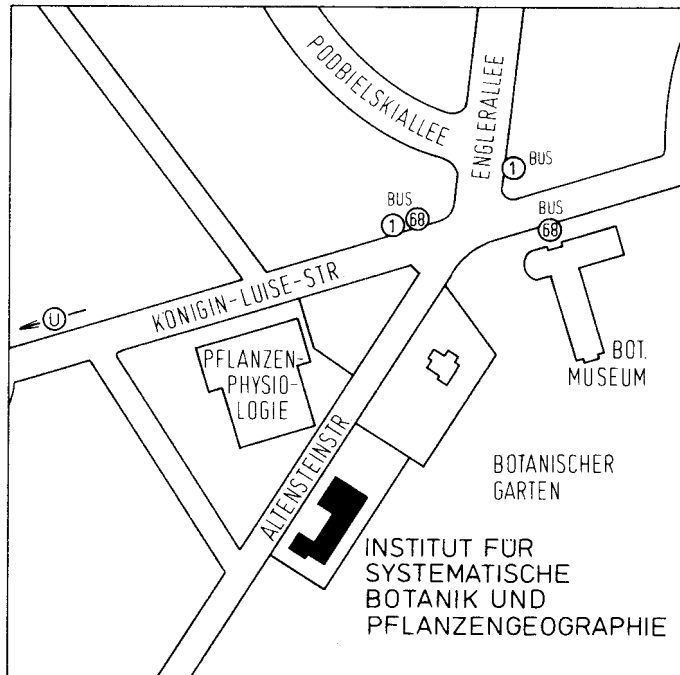 PODBIELSKIALLEE
ENGLERALLEE
1 BUS
BUS
1 68
BUS
68
U
KÖNIGIN-LUISE-STR.
PFLANZEN-
PHYSIO-
LOGIE
BOT.
MUSEUM
ALTENSTEINSTR.
BOTANISCHER
GARTEN
INSTITUT FÜR
SYSTEMATISCHE
BOTANIK UND
PFLANZENGEOGRAPHIE